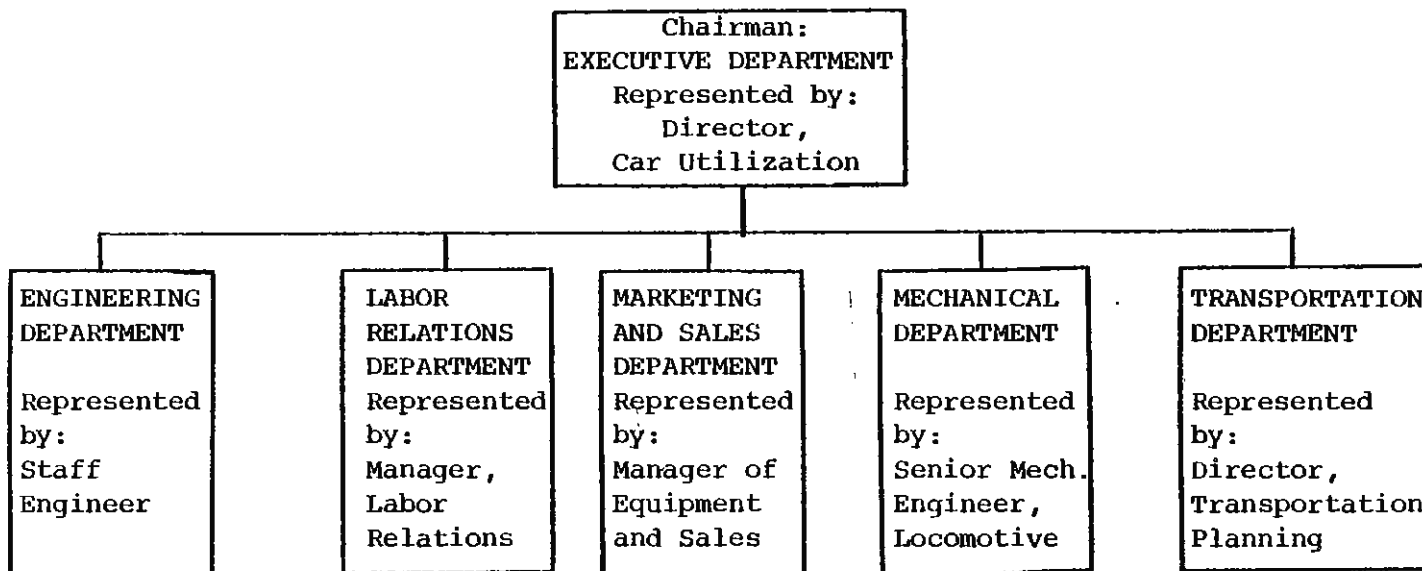 Chairman:
EXECUTIVE DEPARTMENT
Represented by:
Director,
Car Utilization
ENGINEERING
DEPARTMENT
Represented
by:
Staff
Engineer
LABOR
RELATIONS
DEPARTMENT
Represented
by:
Manager,
Labor
Relations
MARKETING
AND SALES
DEPARTMENT
Represented
by:
Manager of
Equipment
and Sales
MECHANICAL
DEPARTMENT
Represented
by:
Senior Mech.
Engineer,
Locomotive
TRANSPORTATION
DEPARTMENT
Represented
by:
Director,
Transportation
Planning